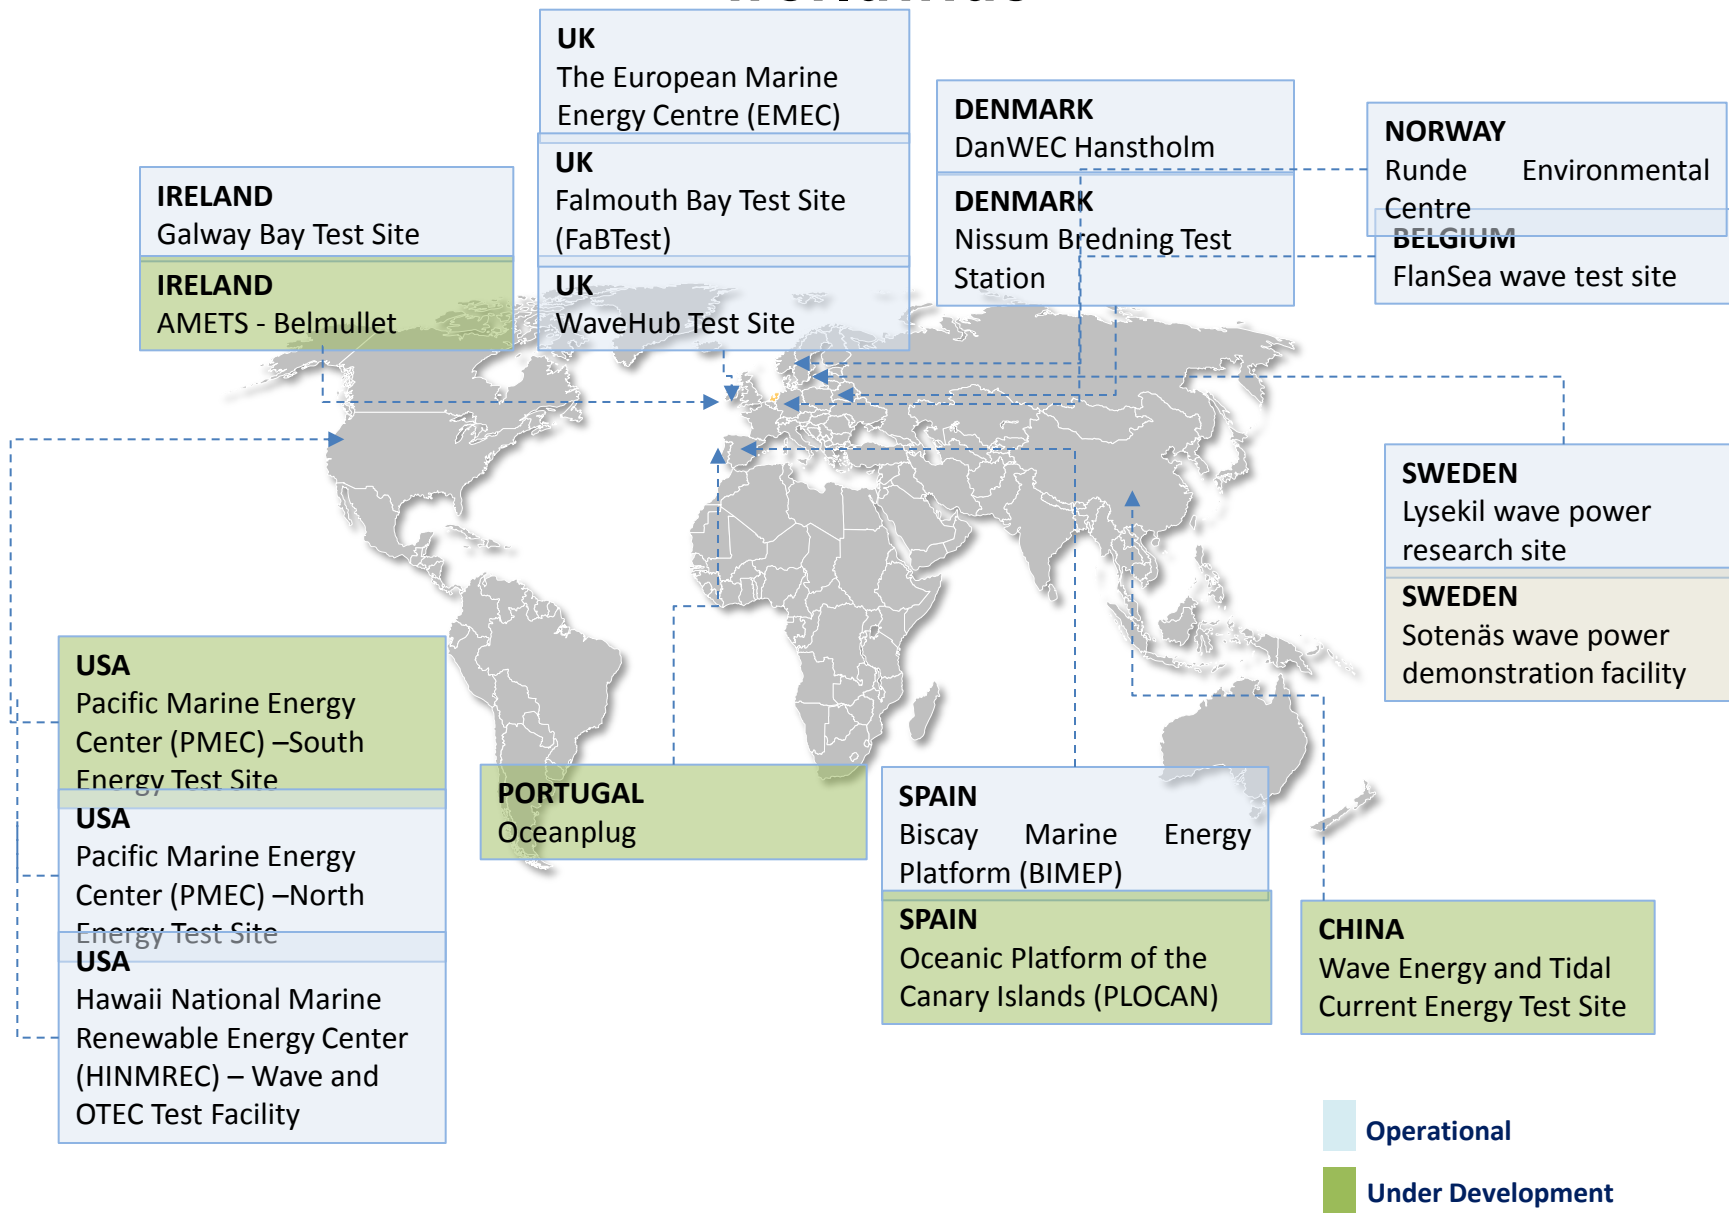 UK
The European Marine
Energy Centre (EMEC)
UK
Falmouth Bay Test Site
(FaBTest)
UK
WaveHub Test Site
DENMARK
DanWEC Hanstholm
DENMARK
Nissum Bredning Test
Station
NORWAY
Runde Environmental
Centre
BELGIUM
FlanSea wave test site
IRELAND
Galway Bay Test Site
IRELAND
AMETS - Belmullet
SWEDEN
Lysekil wave power
research site
SWEDEN
Sotenäs wave power
demonstration facility
USA
Pacific Marine Energy
Center (PMEC) –South
Energy Test Site
USA
Pacific Marine Energy
Center (PMEC) –North
Energy Test Site
USA
Hawaii National Marine
Renewable Energy Center
(HINMREC) – Wave and
OTEC Test Facility
PORTUGAL
Oceanplug
SPAIN
Biscay Marine Energy
Platform (BIMEP)
SPAIN
Oceanic Platform of the
Canary Islands (PLOCAN)
CHINA
Wave Energy and Tidal
Current Energy Test Site
Operational
Under Development